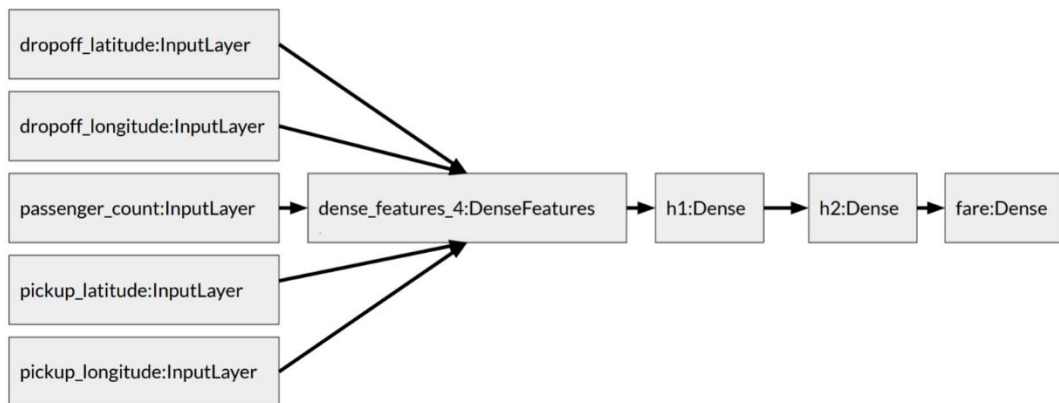 dropoff_latitude:InputLayer
dropoff_longitude:InputLayer
passenger_count:InputLayer
dense_features_4:DenseFeatures
h1:Dense
h2:Dense
fare:Dense
pickup_latitude:InputLayer
pickup_longitude:InputLayer